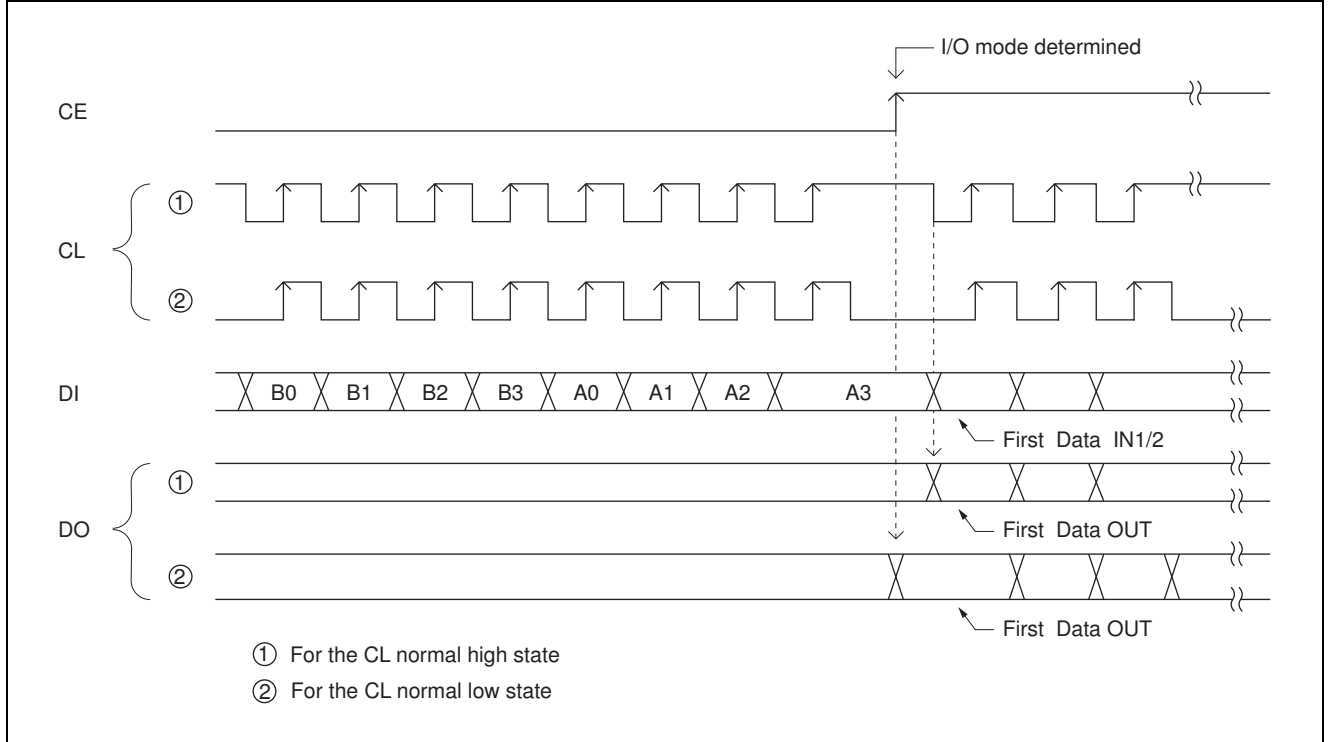 I/O mode determined
CE
①
CL
②
DI B0 B1 B2 B3 A0 A1 A2 A3
First Data IN1/2
①
First Data OUT
DO
②
First Data OUT
① For the CL normal high state
② For the CL normal low state